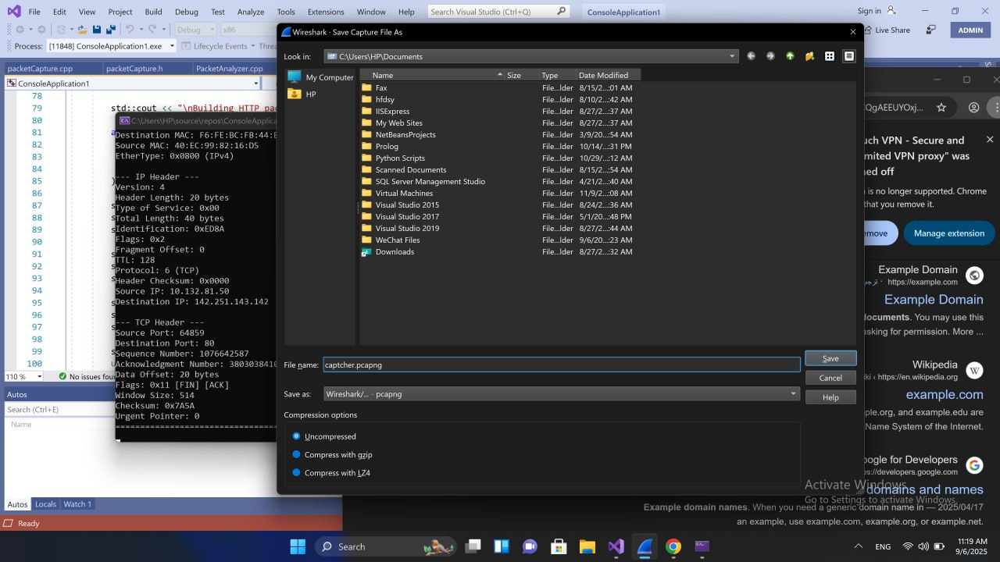 File Edit View Git Project Build Debug Test Analyze Tools Extensions Window Help Search Visual Studio (Ctrl+Q) ConsoleApplication1 Sign in
Debug x86 Live Share ADMIN
Process: [11848] ConsoleApplication1.exe Lifecycle Events
packetCapture.cpp packetCapture.h PacketAnalyzer.cpp
ConsoleApplication1
78
79 std::cout << "\nBuilding HTTP pac
80
81
82
83
84
85
86
87
88
89
90
91
92
93
94
95
96
97
98
99
100
110 % No issues fou
C:\Users\HP\source\repos\ConsoleApplica
Destination MAC: F6:FE:BC:FB:44:E
Source MAC: 40:EC:99:82:16:D5
EtherType: 0x0800 (IPv4)
--- IP Header ---
Version: 4
Header Length: 20 bytes
Type of Service: 0x00
Total Length: 40 bytes
Identification: 0xED8A
Flags: 0x2
Fragment Offset: 0
TTL: 128
Protocol: 6 (TCP)
Header Checksum: 0x0000
Source IP: 10.132.81.50
Destination IP: 142.251.143.142
--- TCP Header ---
Source Port: 64859
Destination Port: 80
Sequence Number: 1076642587
Acknowledgment Number: 3803038410
Data Offset: 20 bytes
Flags: 0x11 [FIN] [ACK]
Window Size: 514
Checksum: 0x7A5A
Urgent Pointer: 0
Autos
Search (Ctrl+E)
Name
Autos Locals Watch 1
Ready
Wireshark · Save Capture File As
Look in: C:\Users\HP\Documents
My Computer
HP
Name Size Type Date Modified
Fax File...lder 8/15/2...:01 AM
hfdsy File...lder 8/10/2...:42 AM
IISExpress File...lder 8/27/2...:37 AM
My Web Sites File...lder 8/27/2...:37 AM
NetBeansProjects File...lder 3/9/20...:54 AM
Prolog File...lder 10/14/...:31 PM
Python Scripts File...lder 10/29/...:12 AM
Scanned Documents File...lder 8/15/2...:54 AM
SQL Server Management Studio File...lder 4/21/2...:40 AM
Virtual Machines File...lder 11/9/2...:08 AM
Visual Studio 2015 File...lder 8/24/2...:36 AM
Visual Studio 2017 File...lder 5/1/20...:48 PM
Visual Studio 2019 File...lder 8/27/2...:44 AM
WeChat Files File...lder 9/6/20...:23 AM
Downloads File...lder 8/27/2...:32 AM
File name: captcher.pcapng Save
Cancel
Save as: Wireshark/... - pcapng Help
Compression options
Uncompressed
Compress with gzip
Compress with LZ4
QgAEEUYOxj...
uch VPN - Secure and
imited VPN proxy" was
ned off
is no longer supported. Chrome
that you remove it.
emove Manage extension
Example Domain
https://example.com
Example Domain
documents. You may use this
asking for permission. More ...
Wikipedia
iki › https://en.wikipedia.org
example.com
ple.org, and example.edu are
Name System of the Internet.
ogle for Developers
s://developers.google.com
domains and names
Activate Windows
Go to Settings to activate Windows.
Example domain names. When you need a generic domain name in — 2025/04/17
an example, use example.com, example.org, or example.net.
Search ENG 11:19 AM
9/6/2025